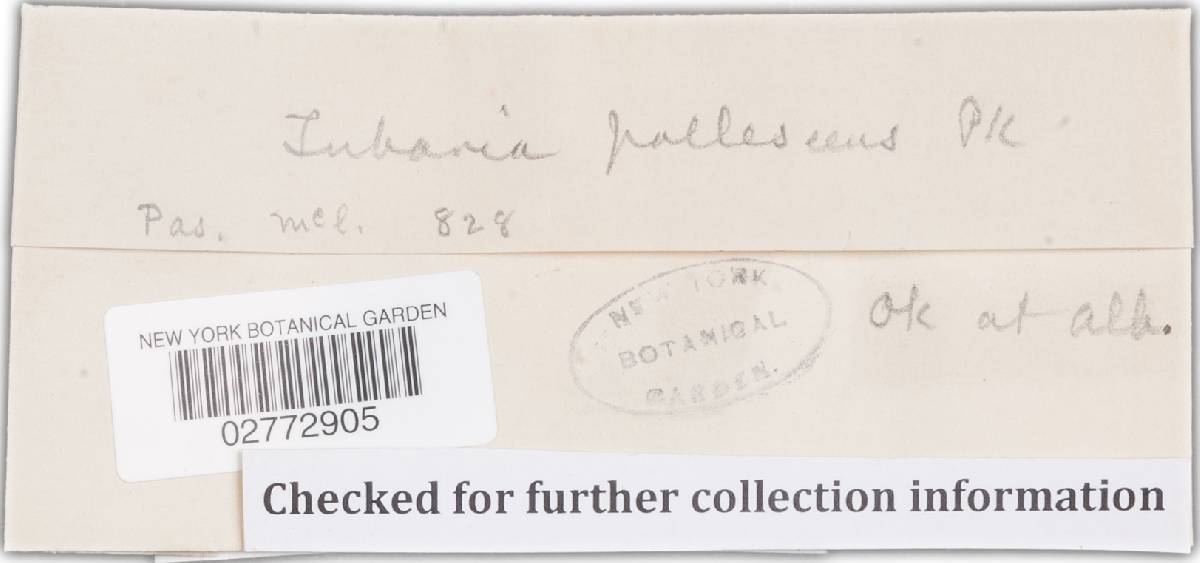 Tubaria pallescens PK
Pas. McL. 828
NEW YORK BOTANICAL GARDEN
02772905
NEW YORK
BOTANICAL
GARDEN.
Ok at Alb.
Checked for further collection information